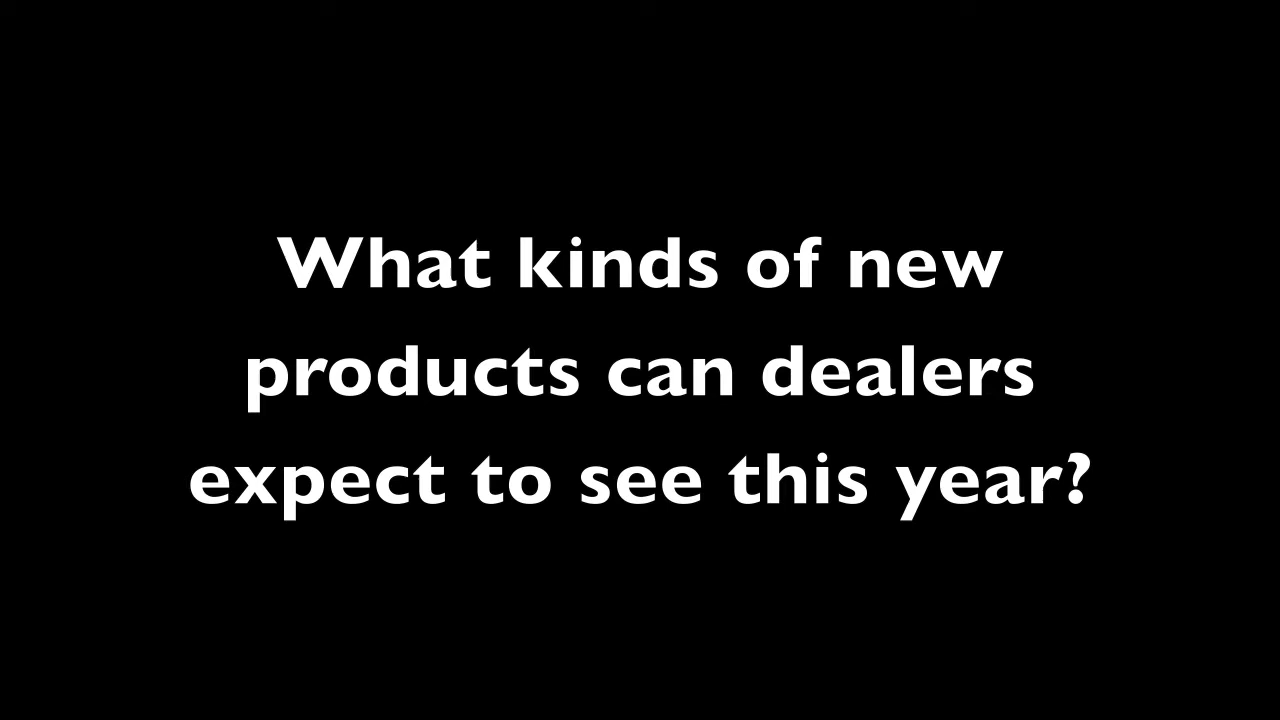 What kinds of new
products can dealers
expect to see this year?